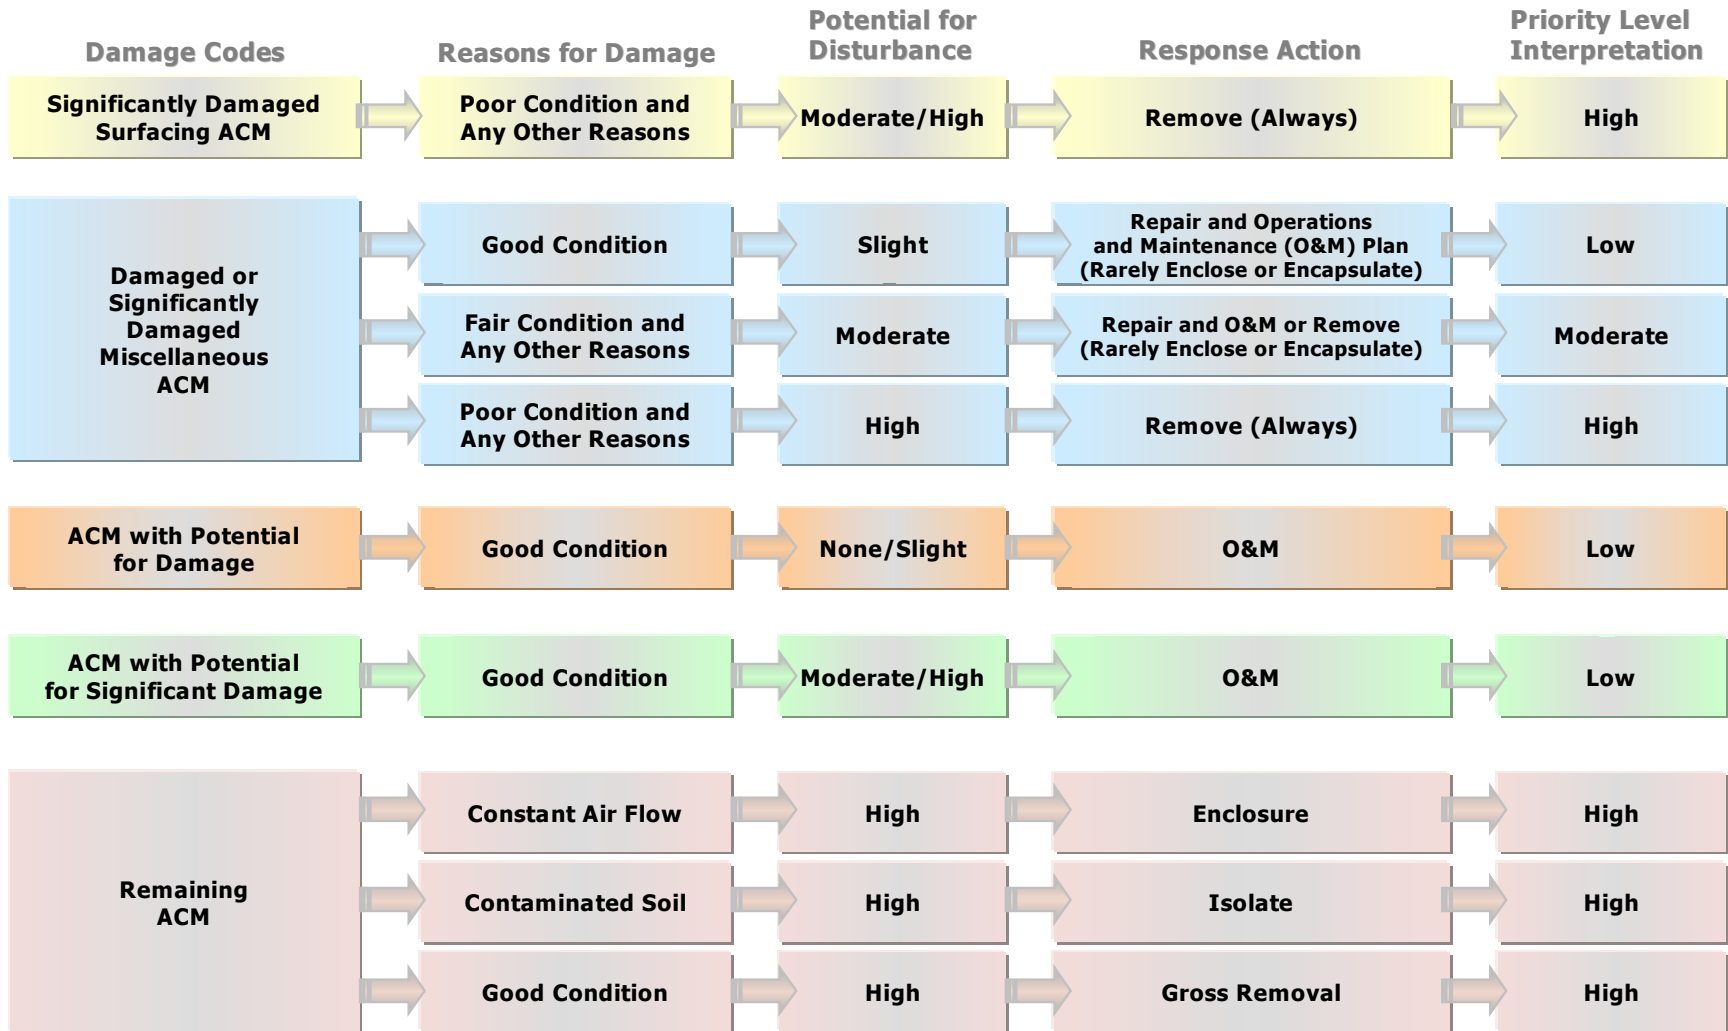 Damage Codes
Reasons for Damage
Potential for
Disturbance
Response Action
Priority Level
Interpretation
Significantly Damaged
Surfacing ACM
Poor Condition and
Any Other Reasons
Moderate/High
Remove (Always)
High
Damaged or
Significantly
Damaged
Miscellaneous
ACM
Good Condition
Slight
Repair and Operations
and Maintenance (O&M) Plan
(Rarely Enclose or Encapsulate)
Low
Fair Condition and
Any Other Reasons
Moderate
Repair and O&M or Remove
(Rarely Enclose or Encapsulate)
Moderate
Poor Condition and
Any Other Reasons
High
Remove (Always)
High
ACM with Potential
for Damage
Good Condition
None/Slight
O&M
Low
ACM with Potential
for Significant Damage
Good Condition
Moderate/High
O&M
Low
Remaining
ACM
Constant Air Flow
High
Enclosure
High
Contaminated Soil
High
Isolate
High
Good Condition
High
Gross Removal
High